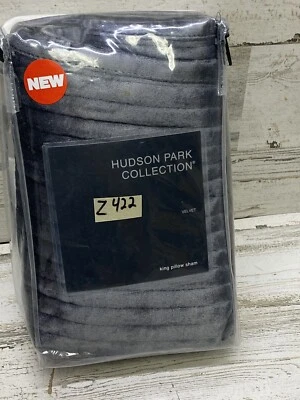 NEW
HUDSON PARK
COLLECTION®
Z 422
VELVET
king pillow sham